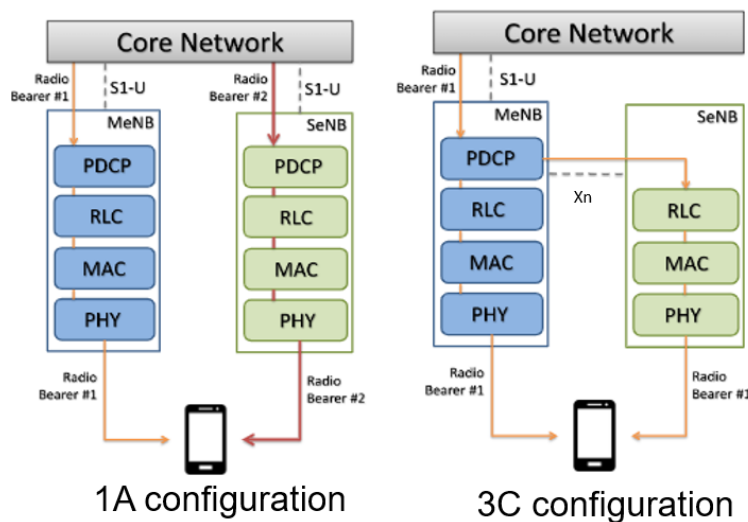 Core Network
Radio
Bearer #1
S1-U
Radio
Bearer #2
S1-U
MeNB
SeNB
PDCP
PDCP
RLC
RLC
MAC
MAC
PHY
PHY
Radio
Bearer #1
Radio
Bearer #2
1A configuration
Core Network
Radio
Bearer #1
S1-U
MeNB
SeNB
PDCP
Xn
RLC
RLC
MAC
MAC
PHY
PHY
Radio
Bearer #1
Radio
Bearer #1
3C configuration